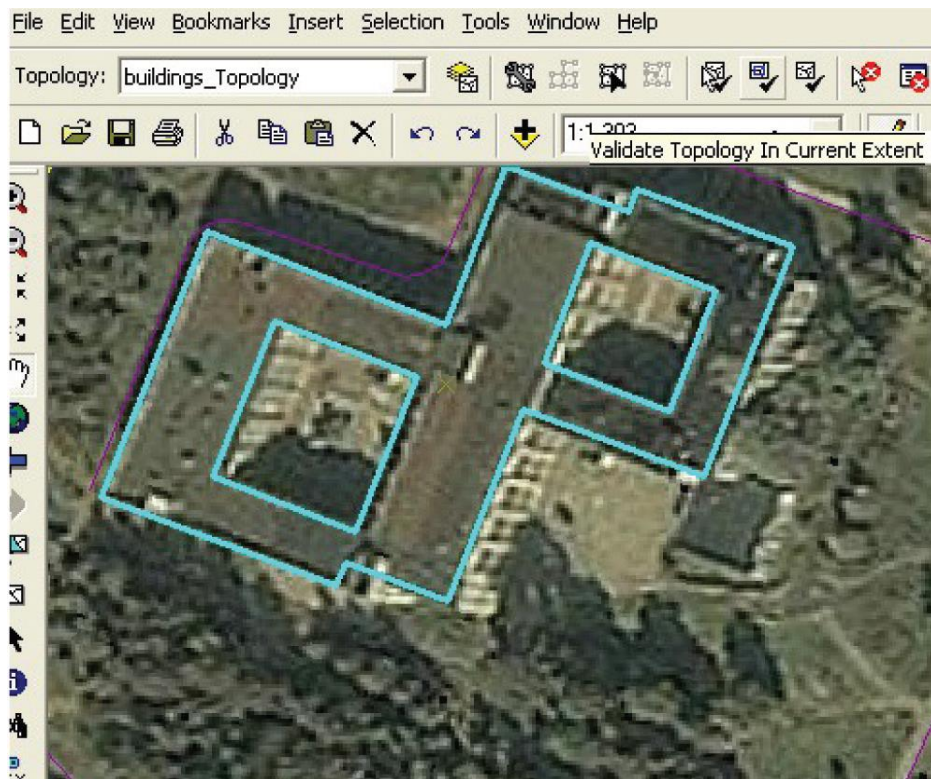 File Edit View Bookmarks Insert Selection Tools Window Help
Topology: buildings_Topology
Validate Topology In Current Extent